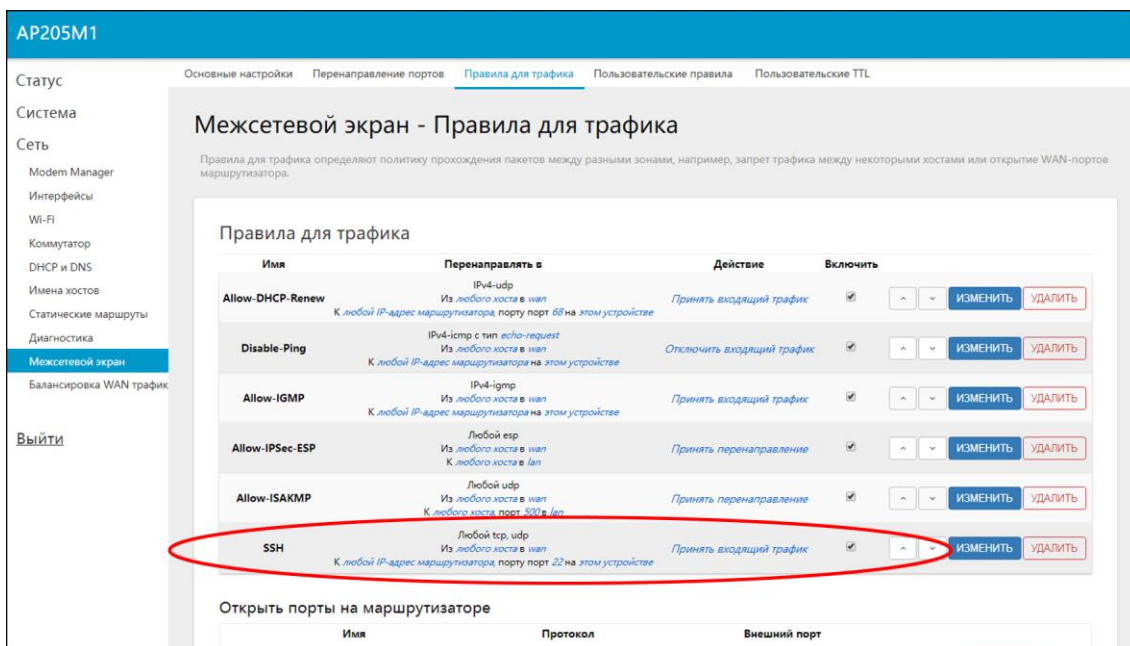 AP205M1
Статус
Система
Сеть
Modem Manager
Интерфейсы
Wi-Fi
Коммутатор
DHCP и DNS
Имена хостов
Статические маршруты
Диагностика
Межсетевой экран
Балансировка WAN трафик
Выйти
Основные настройки Перенаправление портов Правила для трафика Пользовательские правила Пользовательские TTL
Межсетевой экран - Правила для трафика
Правила для трафика определяют политику прохождения пакетов между разными зонами, например, запрет трафика между некоторыми хостами или открытие WAN-портов
маршрутизатора.
Правила для трафика
Имя Перенаправлять в Действие Включить
IPv4-udp
Allow-DHCP-Renew Из любого хоста в wan Принять входящий трафик ИЗМЕНИТЬ УДАЛИТЬ
К любой IP-адрес маршрутизатора, порту порт 68 на этом устройстве
IPv4-icmp с тип echo-request
Disable-Ping Из любого хоста в wan Отключить входящий трафик ИЗМЕНИТЬ УДАЛИТЬ
К любой IP-адрес маршрутизатора на этом устройстве
IPv4-igmp
Allow-IGMP Из любого хоста в wan Принять входящий трафик ИЗМЕНИТЬ УДАЛИТЬ
К любой IP-адрес маршрутизатора на этом устройстве
Любой esp
Allow-IPSec-ESP Из любого хоста в wan Принять перенаправление ИЗМЕНИТЬ УДАЛИТЬ
К любого хоста в lan
Любой udp
Allow-ISAKMP Из любого хоста в wan Принять перенаправление ИЗМЕНИТЬ УДАЛИТЬ
К любого хоста, порт 500 в lan
Любой tcp, udp
SSH Из любого хоста в wan Принять входящий трафик ИЗМЕНИТЬ УДАЛИТЬ
К любой IP-адрес маршрутизатора, порту порт 22 на этом устройстве
Открыть порты на маршрутизаторе
Имя Протокол Внешний порт